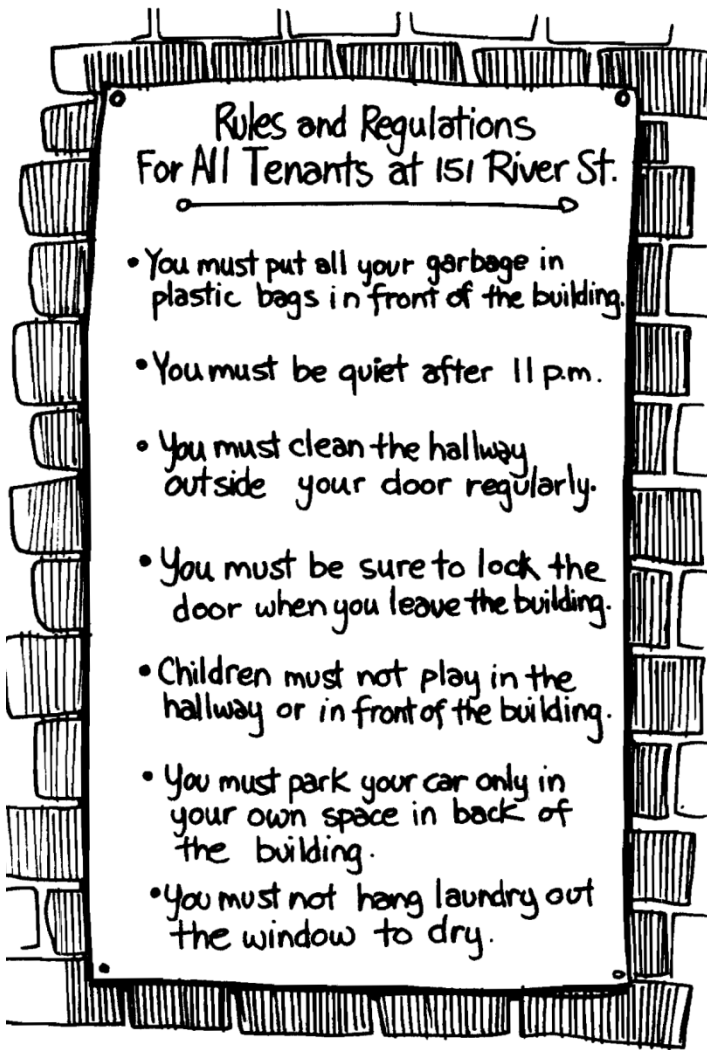 Rules and Regulations
For All Tenants at 151 River St.
• You must put all your garbage in
plastic bags in front of the building.
• You must be quiet after 11 p.m.
• You must clean the hallway
outside your door regularly.
• You must be sure to lock the
door when you leave the building.
• Children must not play in the
hallway or in front of the building.
• You must park your car only in
your own space in back of
the building.
• You must not hang laundry out
the window to dry.